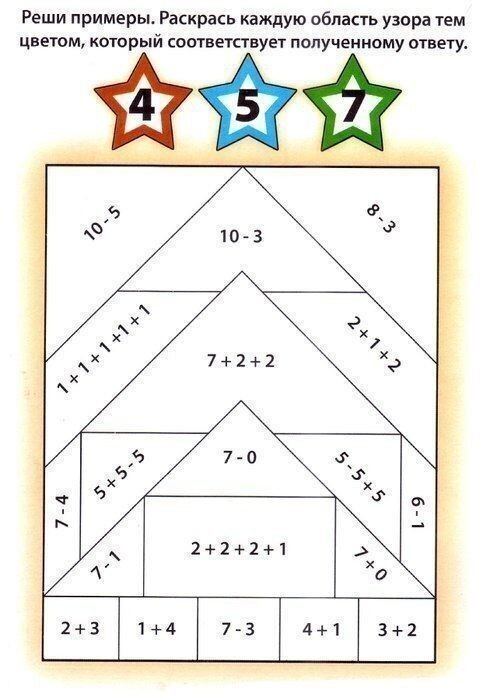 Реши примеры. Раскрась каждую область узора тем
цветом, который соответствует полученному ответу.
4 5 7
10 - 5
8 - 3
10 - 3
1 + 1 + 1 + 1 + 1
2 + 1 + 2
7 + 2 + 2
7 - 4
5 + 5 - 5
7 - 0
5 - 5 + 5
6 - 1
7 - 1
2 + 2 + 2 + 1
7 + 0
2 + 3
1 + 4
7 - 3
4 + 1
3 + 2